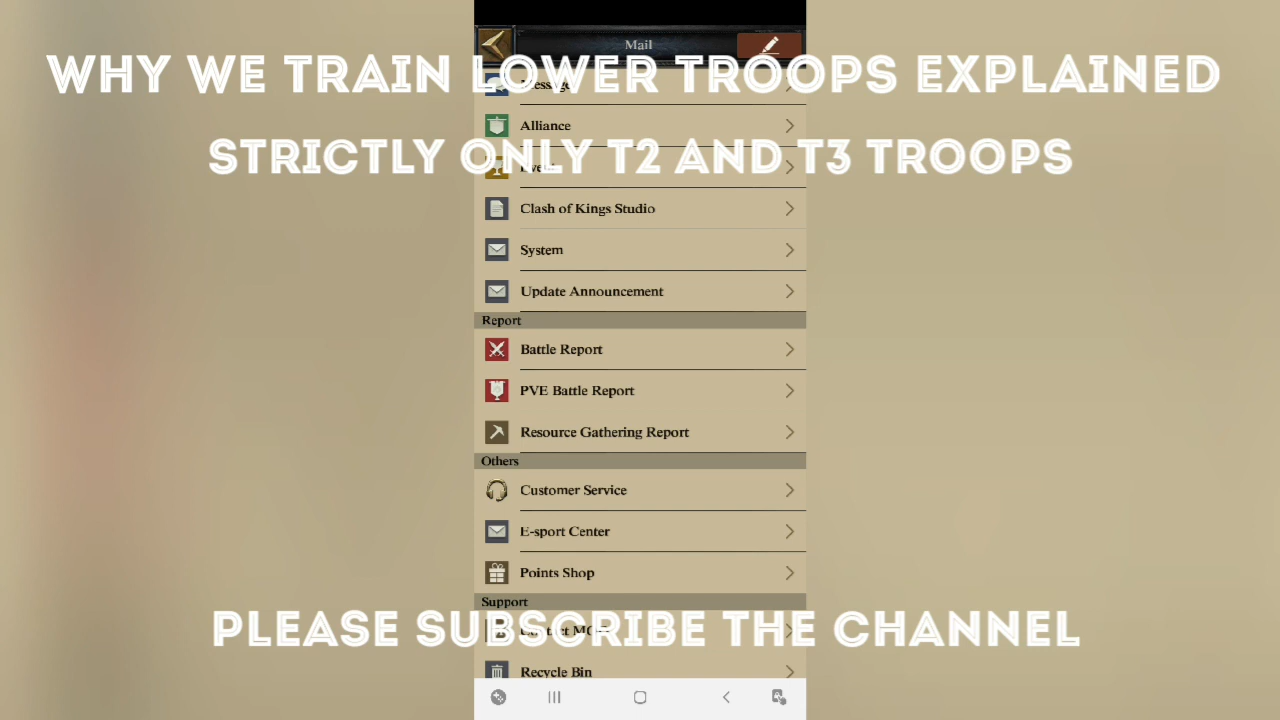 Mail
WHY WE TRAIN LOWER TROOPS EXPLAINED
Message
Alliance
STRICTLY ONLY T2 AND T3 TROOPS
Clash of Kings Studio
System
Update Announcement
Report
Battle Report
PVE Battle Report
Resource Gathering Report
Others
Customer Service
E-sport Center
Points Shop
Support
PLEASE SUBSCRIBE THE CHANNEL
Recycle Bin